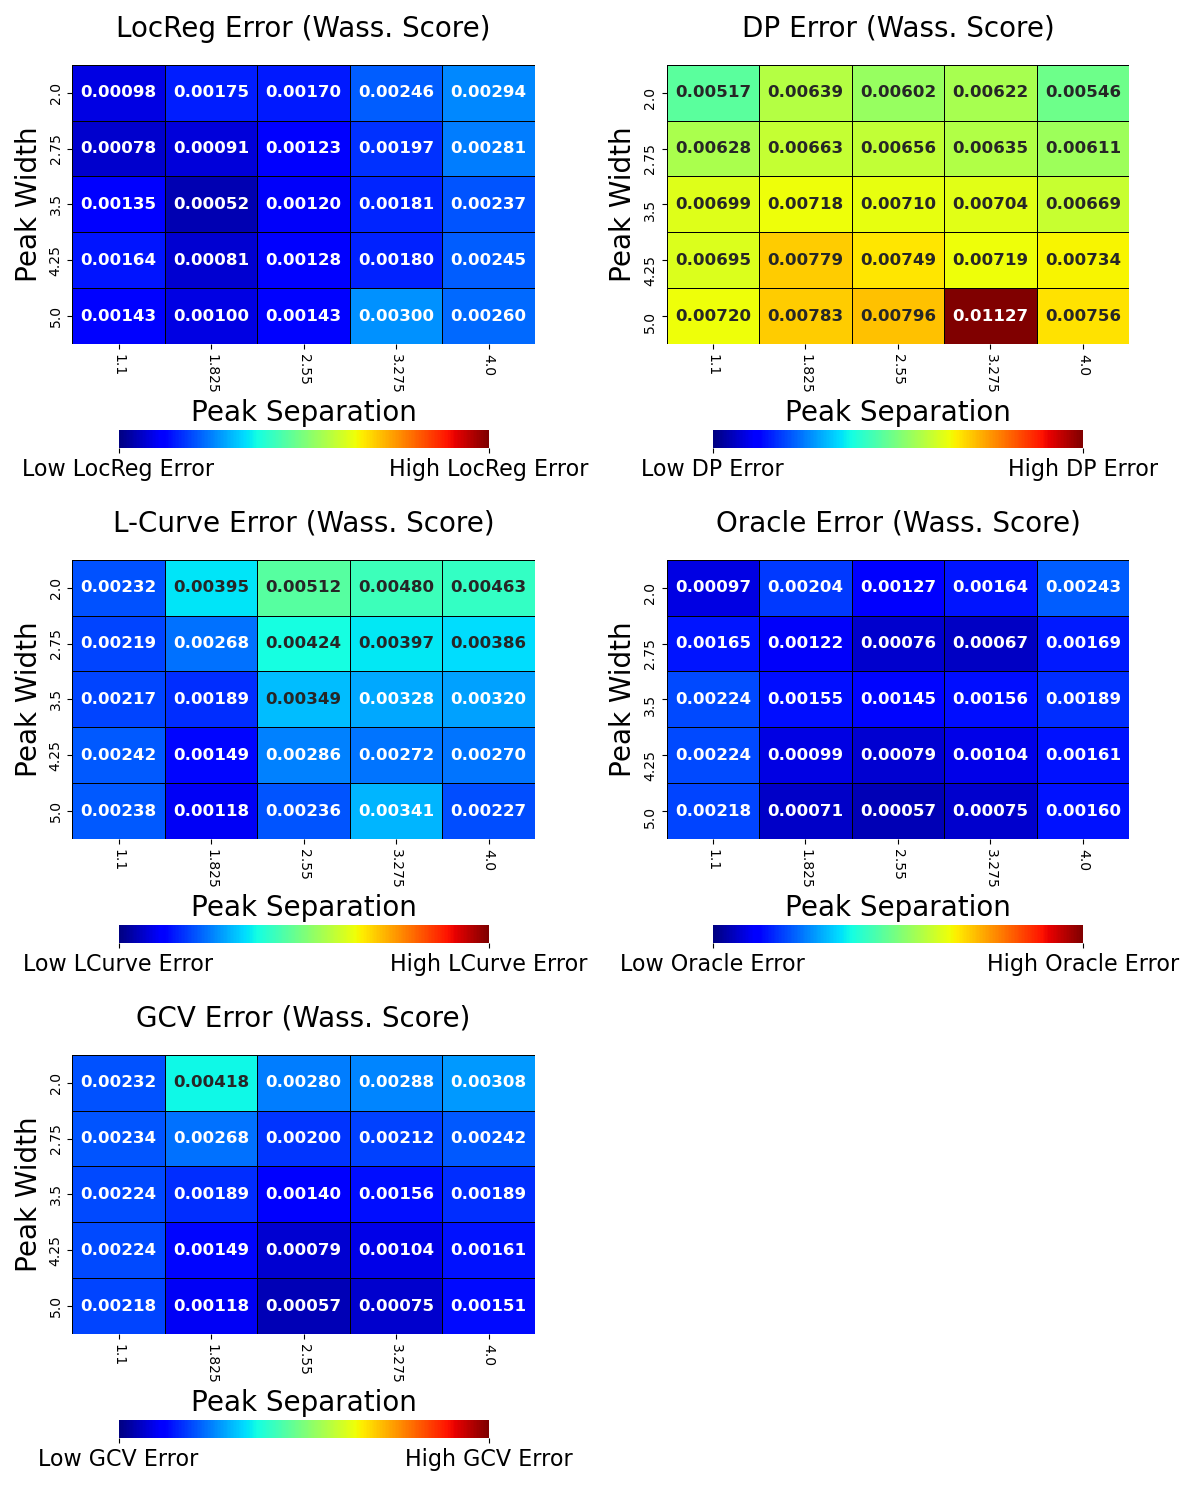 LocReg Error (Wass. Score)
Peak Width
2.0 0.00098 0.00175 0.00170 0.00246 0.00294
2.75 0.00078 0.00091 0.00123 0.00197 0.00281
3.5 0.00135 0.00052 0.00120 0.00181 0.00237
4.25 0.00164 0.00081 0.00128 0.00180 0.00245
5.0 0.00143 0.00100 0.00143 0.00300 0.00260
1.1 1.825 2.55 3.275 4.0
Peak Separation
Low LocReg Error High LocReg Error
DP Error (Wass. Score)
Peak Width
2.0 0.00517 0.00639 0.00602 0.00622 0.00546
2.75 0.00628 0.00663 0.00656 0.00635 0.00611
3.5 0.00699 0.00718 0.00710 0.00704 0.00669
4.25 0.00695 0.00779 0.00749 0.00719 0.00734
5.0 0.00720 0.00783 0.00796 0.01127 0.00756
1.1 1.825 2.55 3.275 4.0
Peak Separation
Low DP Error High DP Error
L-Curve Error (Wass. Score)
Peak Width
2.0 0.00232 0.00395 0.00512 0.00480 0.00463
2.75 0.00219 0.00268 0.00424 0.00397 0.00386
3.5 0.00217 0.00189 0.00349 0.00328 0.00320
4.25 0.00242 0.00149 0.00286 0.00272 0.00270
5.0 0.00238 0.00118 0.00236 0.00341 0.00227
1.1 1.825 2.55 3.275 4.0
Peak Separation
Low LCurve Error High LCurve Error
Oracle Error (Wass. Score)
Peak Width
2.0 0.00097 0.00204 0.00127 0.00164 0.00243
2.75 0.00165 0.00122 0.00076 0.00067 0.00169
3.5 0.00224 0.00155 0.00145 0.00156 0.00189
4.25 0.00224 0.00099 0.00079 0.00104 0.00161
5.0 0.00218 0.00071 0.00057 0.00075 0.00160
1.1 1.825 2.55 3.275 4.0
Peak Separation
Low Oracle Error High Oracle Error
GCV Error (Wass. Score)
Peak Width
2.0 0.00232 0.00418 0.00280 0.00288 0.00308
2.75 0.00234 0.00268 0.00200 0.00212 0.00242
3.5 0.00224 0.00189 0.00140 0.00156 0.00189
4.25 0.00224 0.00149 0.00079 0.00104 0.00161
5.0 0.00218 0.00118 0.00057 0.00075 0.00151
1.1 1.825 2.55 3.275 4.0
Peak Separation
Low GCV Error High GCV Error